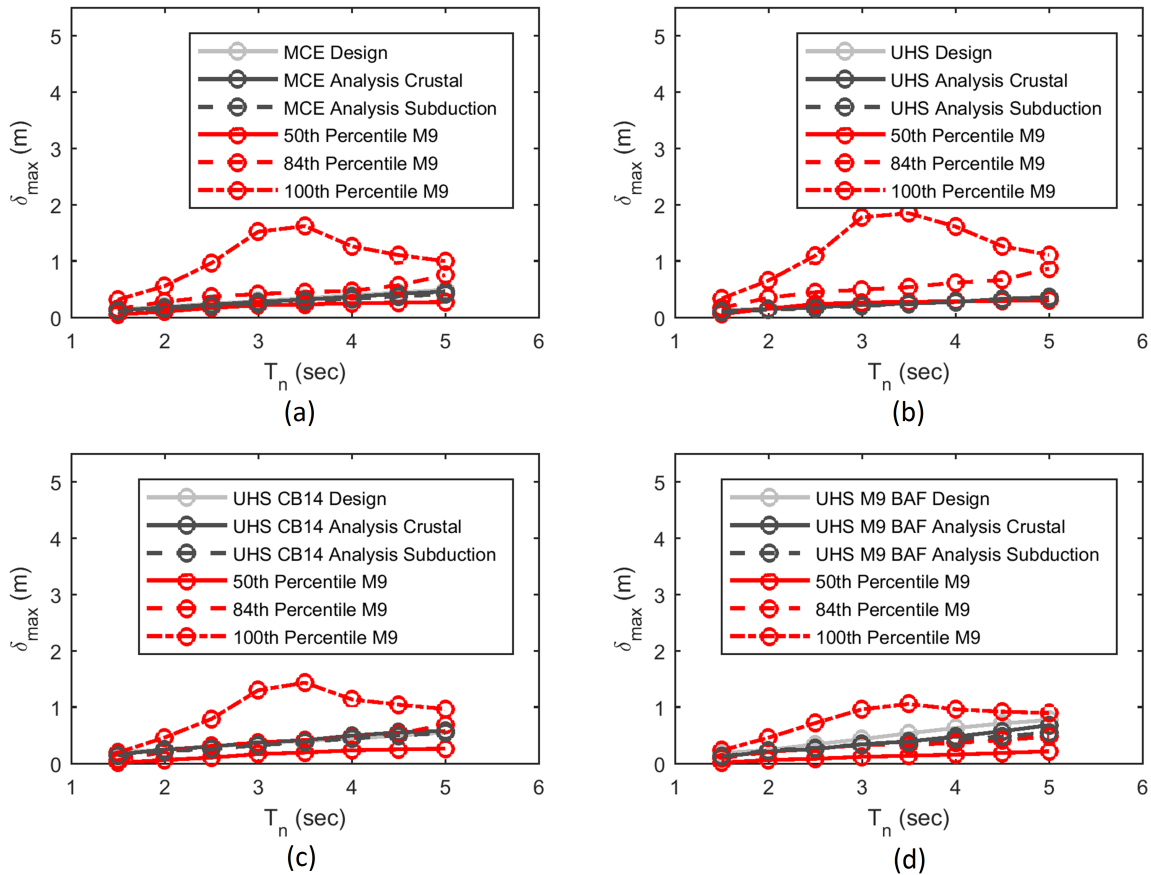 5
4
3
2
1
0
δmax (m)
MCE Design
MCE Analysis Crustal
MCE Analysis Subduction
50th Percentile M9
84th Percentile M9
100th Percentile M9
1 2 3 4 5 6
Tn (sec)
(a)
5
4
3
2
1
0
δmax (m)
UHS Design
UHS Analysis Crustal
UHS Analysis Subduction
50th Percentile M9
84th Percentile M9
100th Percentile M9
1 2 3 4 5 6
Tn (sec)
(b)
5
4
3
2
1
0
δmax (m)
UHS CB14 Design
UHS CB14 Analysis Crustal
UHS CB14 Analysis Subduction
50th Percentile M9
84th Percentile M9
100th Percentile M9
1 2 3 4 5 6
Tn (sec)
(c)
5
4
3
2
1
0
δmax (m)
UHS M9 BAF Design
UHS M9 BAF Analysis Crustal
UHS M9 BAF Analysis Subduction
50th Percentile M9
84th Percentile M9
100th Percentile M9
1 2 3 4 5 6
Tn (sec)
(d)